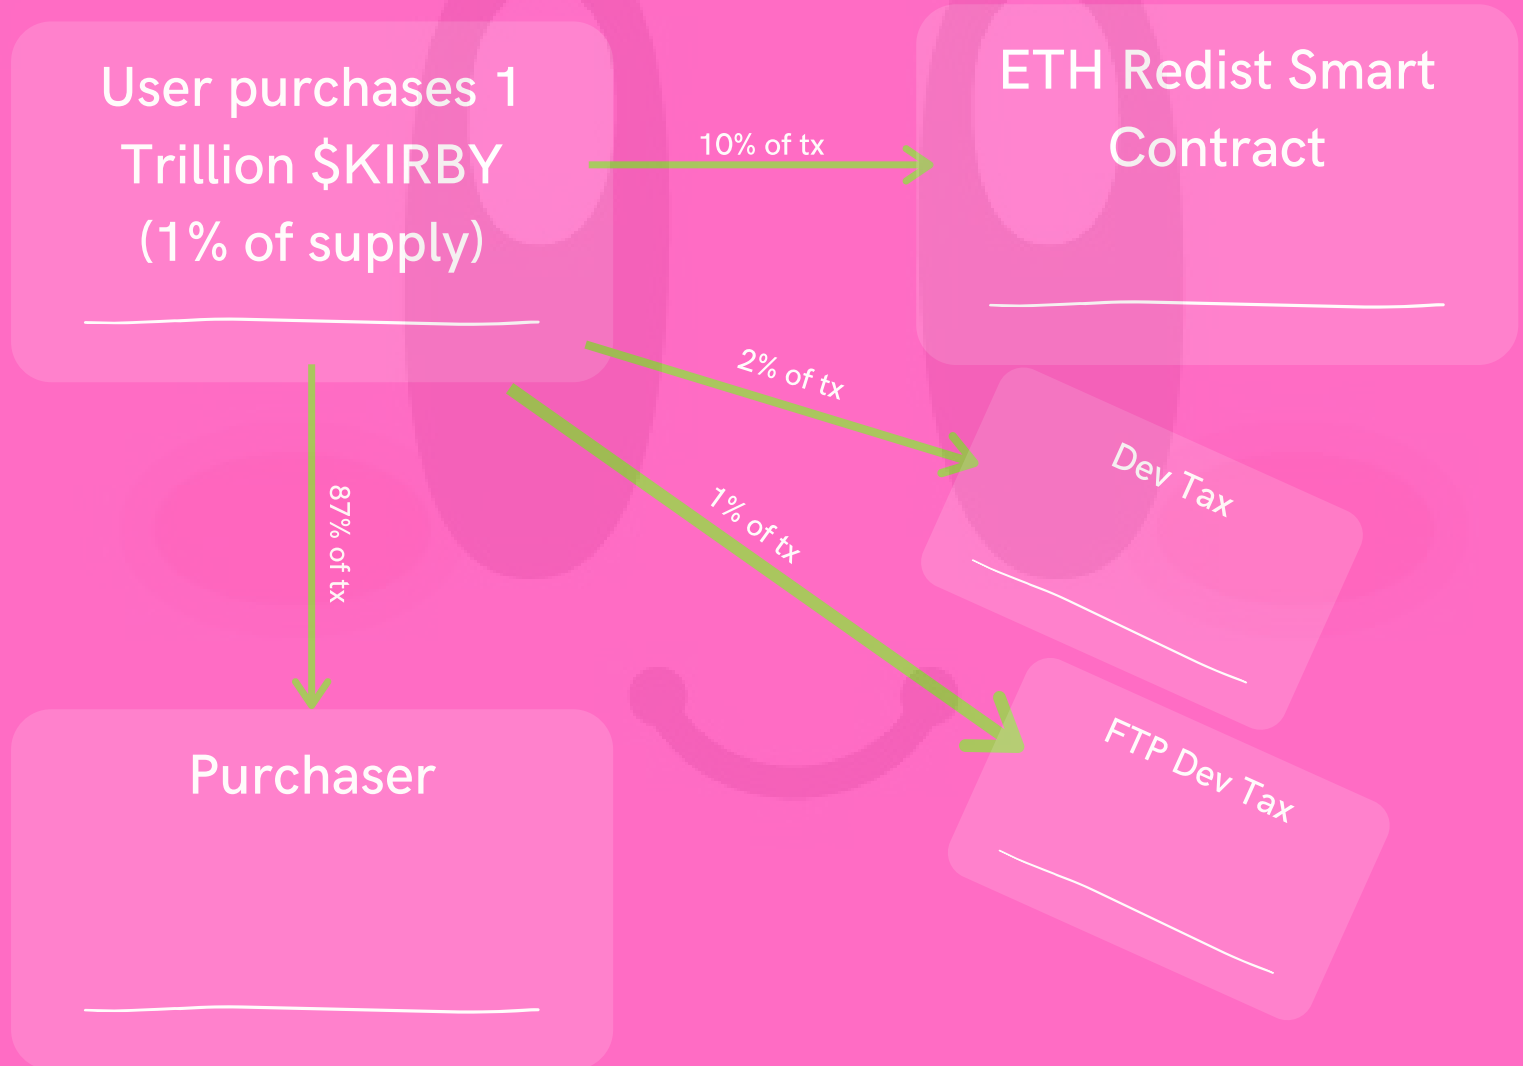 User purchases 1
Trillion $KIRBY
(1% of supply)
10% of tx
ETH Redist Smart
Contract
2% of tx
Dev Tax
1% of tx
87% of tx
FTP Dev Tax
Purchaser